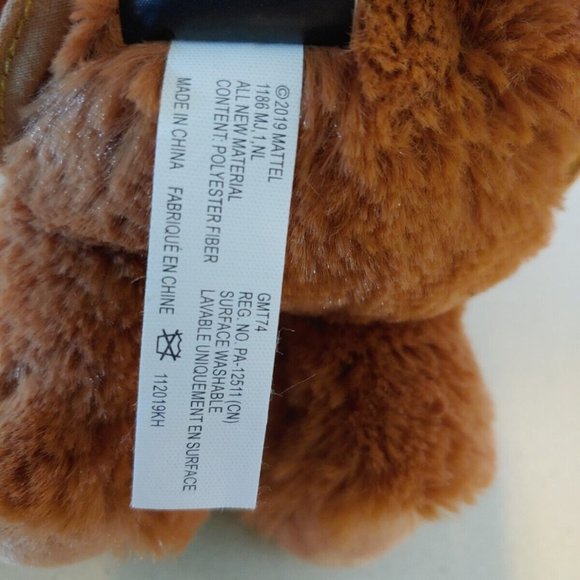 © 2019 MATTEL
1186 MJ,1,NL
ALL NEW MATERIAL
CONTENT: POLYESTER FIBER
MADE IN CHINA FABRIQUÉ EN CHINE
GMT74
REG. NO. PA-12511 (CN)
SURFACE WASHABLE
LAVABLE UNIQUEMENT EN SURFACE
112019KH